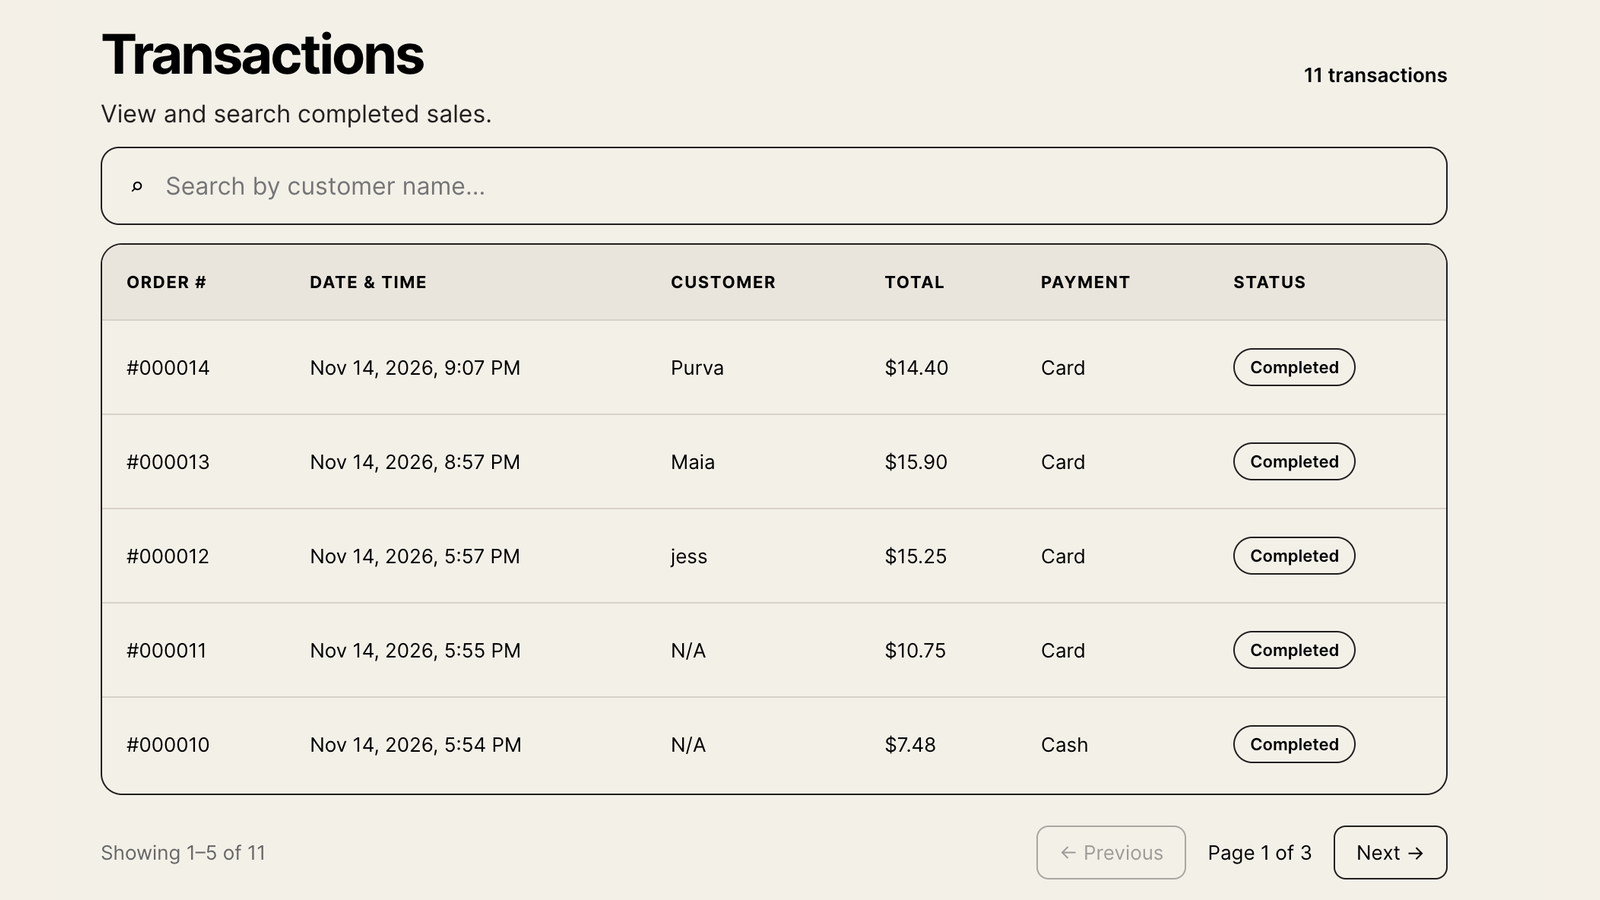 Transactions
11 transactions
View and search completed sales.
⌕ Search by customer name...
ORDER # DATE & TIME CUSTOMER TOTAL PAYMENT STATUS
#000014 Nov 14, 2026, 9:07 PM Purva $14.40 Card Completed
#000013 Nov 14, 2026, 8:57 PM Maia $15.90 Card Completed
#000012 Nov 14, 2026, 5:57 PM jess $15.25 Card Completed
#000011 Nov 14, 2026, 5:55 PM N/A $10.75 Card Completed
#000010 Nov 14, 2026, 5:54 PM N/A $7.48 Cash Completed
Showing 1–5 of 11 ← Previous Page 1 of 3 Next →